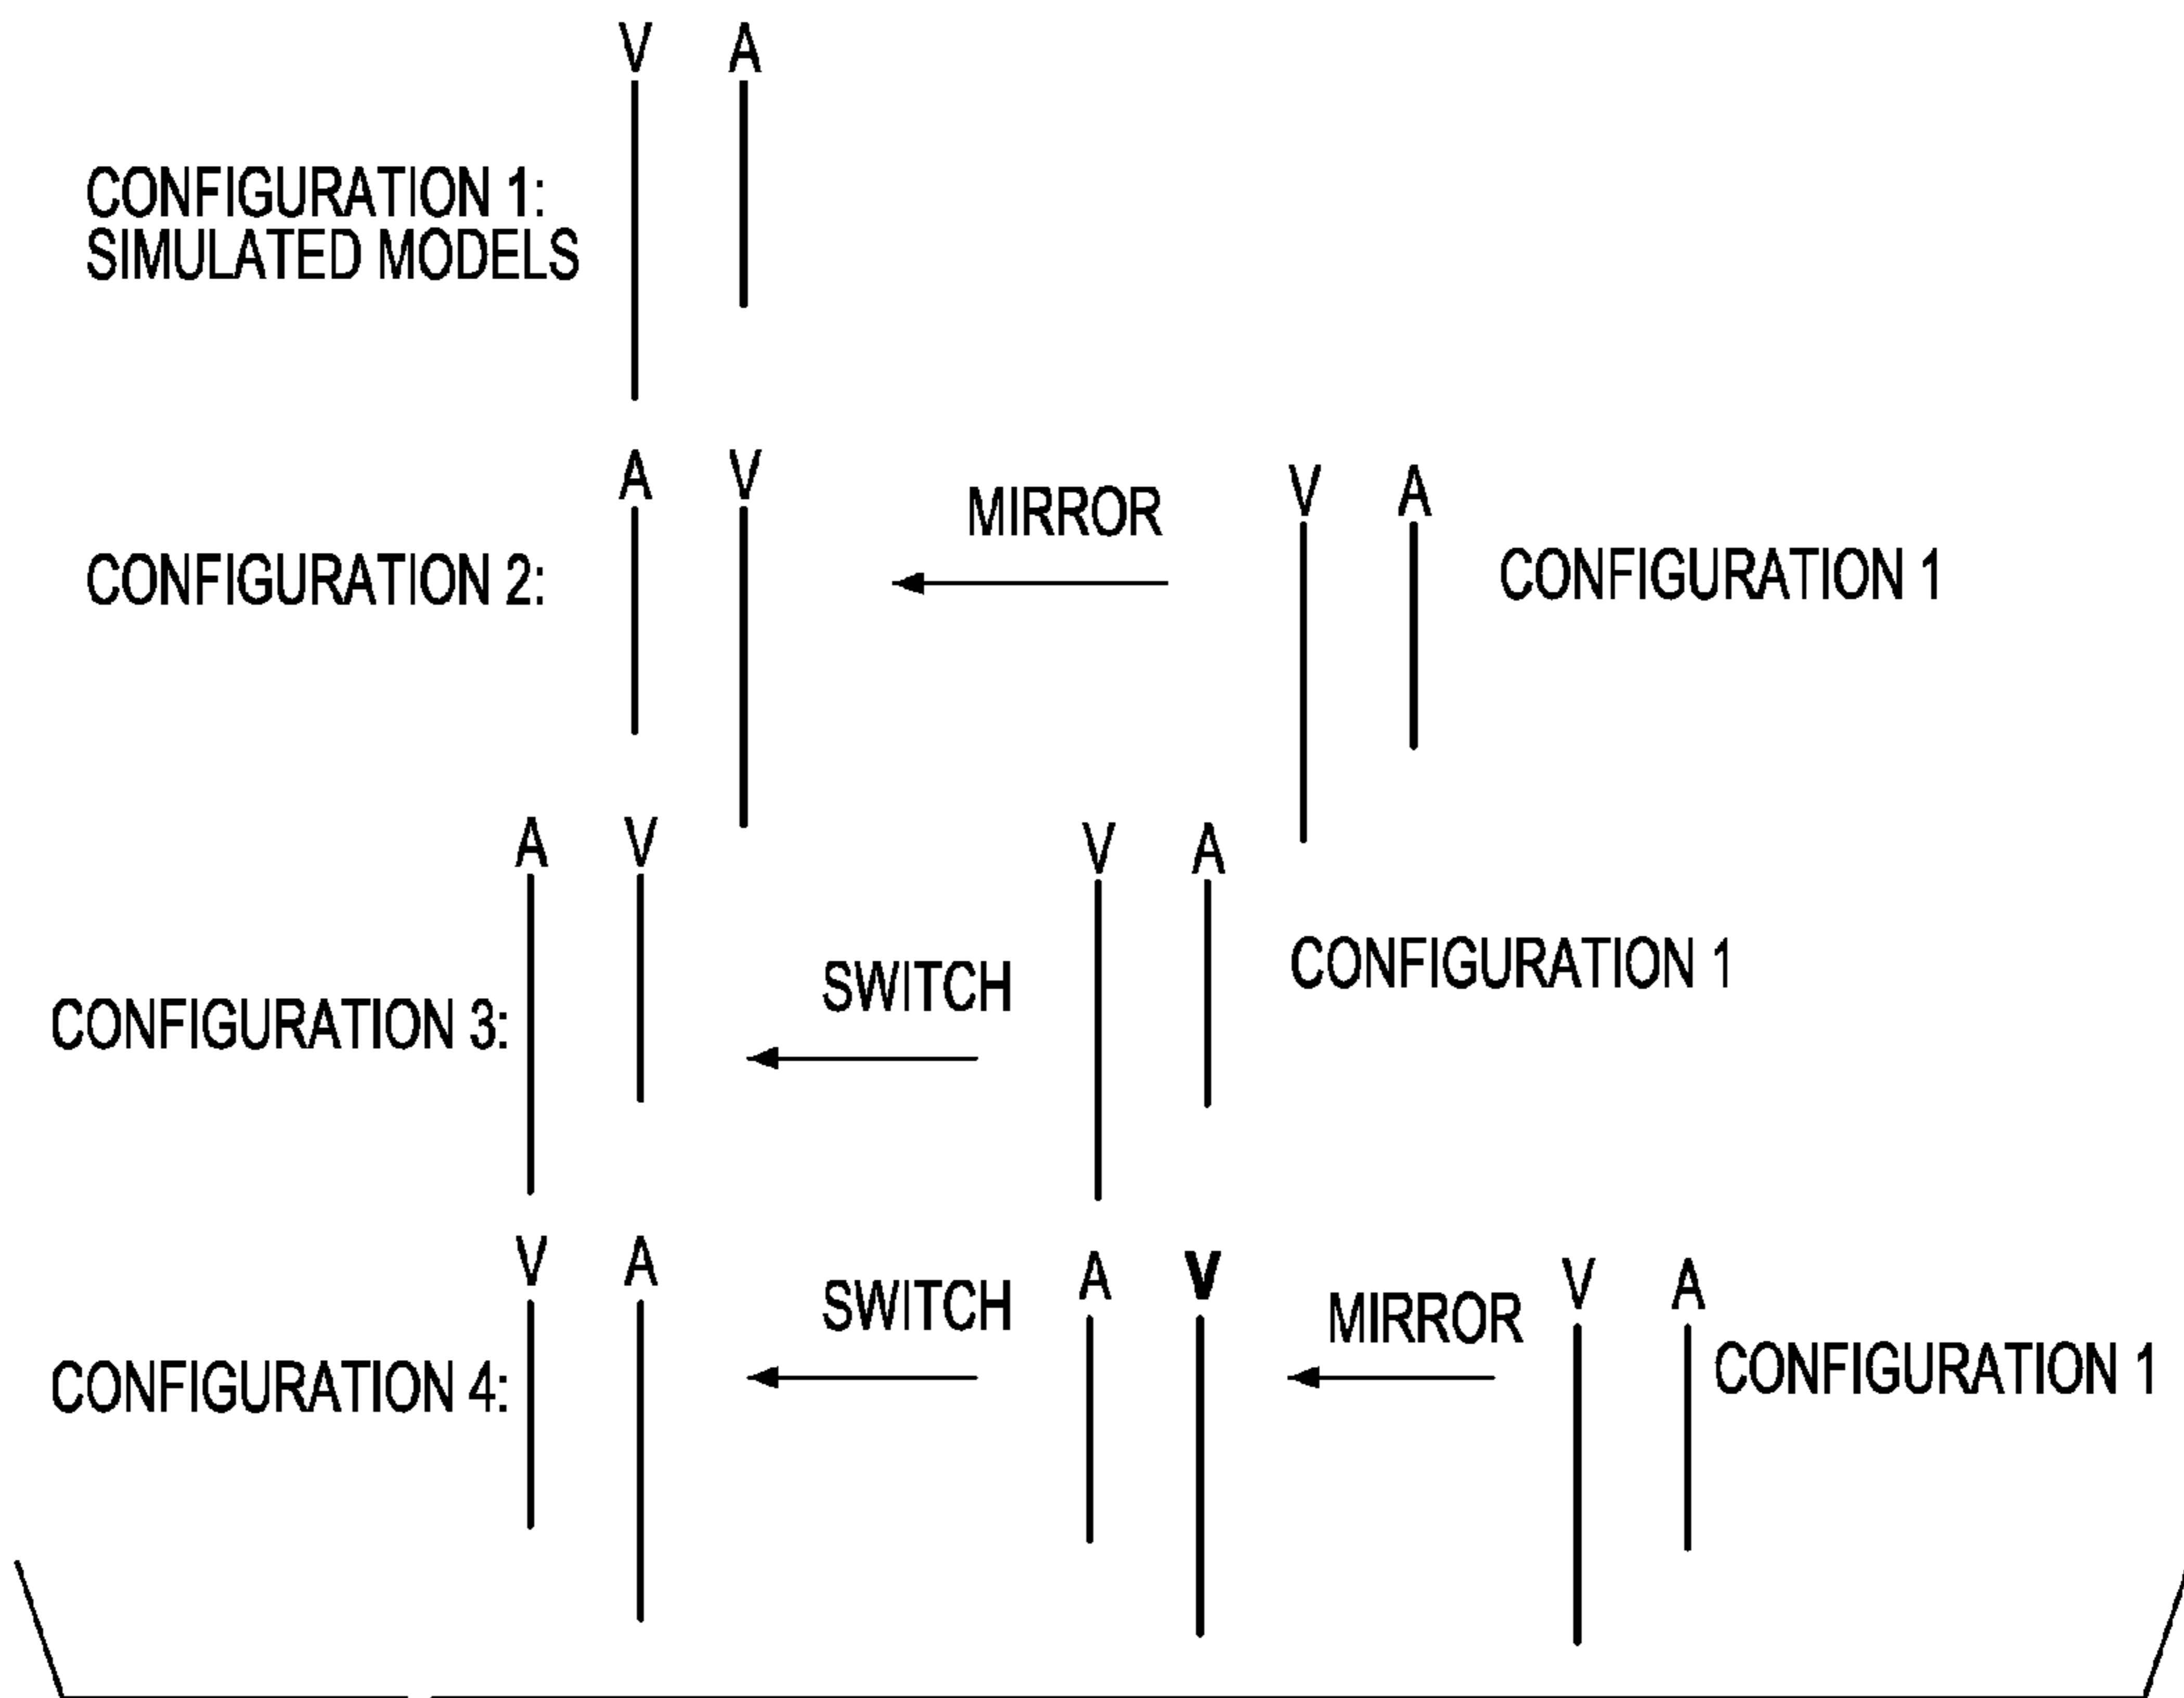 V A
CONFIGURATION 1:
SIMULATED MODELS
A V
MIRROR
V A
CONFIGURATION 2:
CONFIGURATION 1
A V
V A
SWITCH
CONFIGURATION 1
CONFIGURATION 3:
V A
SWITCH
A V
MIRROR
V A
CONFIGURATION 4:
CONFIGURATION 1